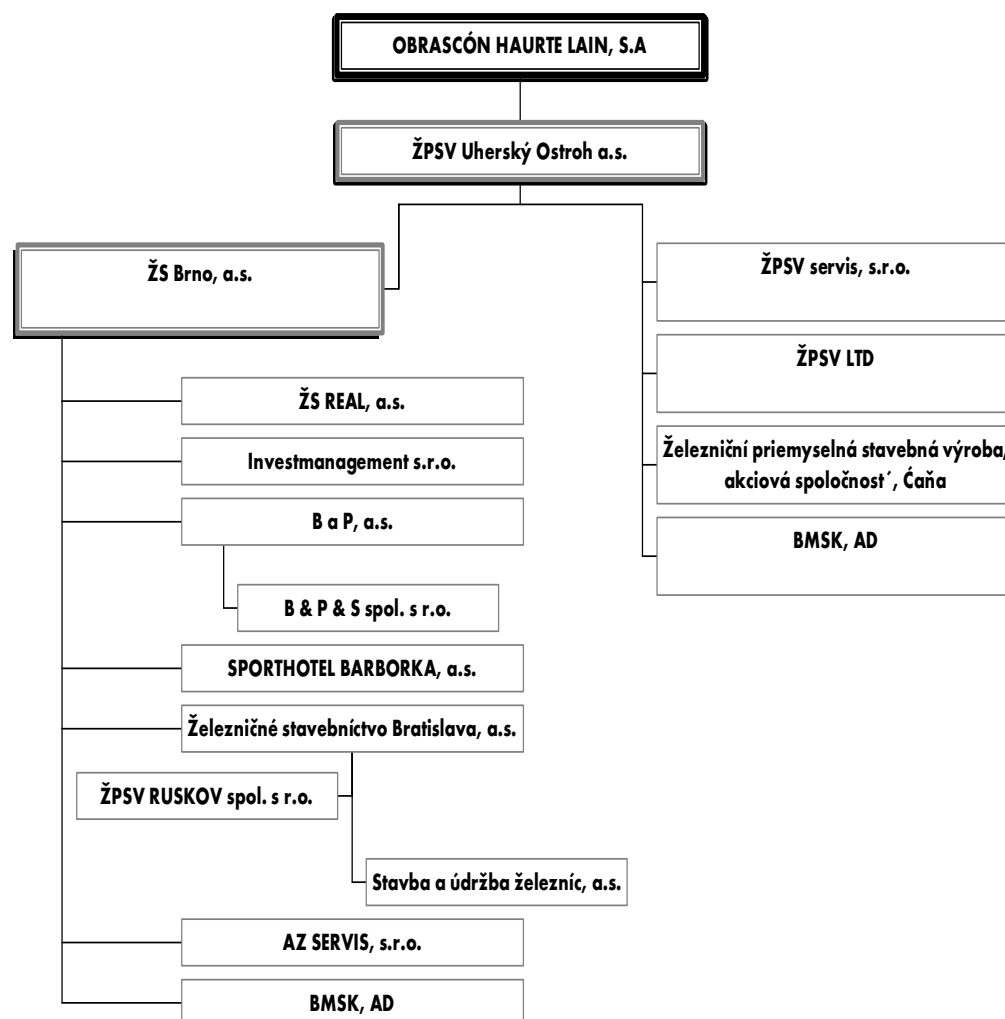 OBRASCÓN HAURTE LAIN, S.A
ŽPSV Uherský Ostroh a.s.
ŽS Brno, a.s.
ŽS REAL, a.s.
Investmanagement s.r.o.
B a P, a.s.
B & P & S spol. s r.o.
SPORTHOTEL BARBORKA, a.s.
Železničné stavebníctvo Bratislava, a.s.
ŽPSV RUSKOV spol. s r.o.
Stavba a údržba železníc, a.s.
AZ SERVIS, s.r.o.
BMSK, AD
ŽPSV servis, s.r.o.
ŽPSV LTD
Železniční priemyselná stavebná výroba,
akciová spoločnost´, Ćaňa
BMSK, AD